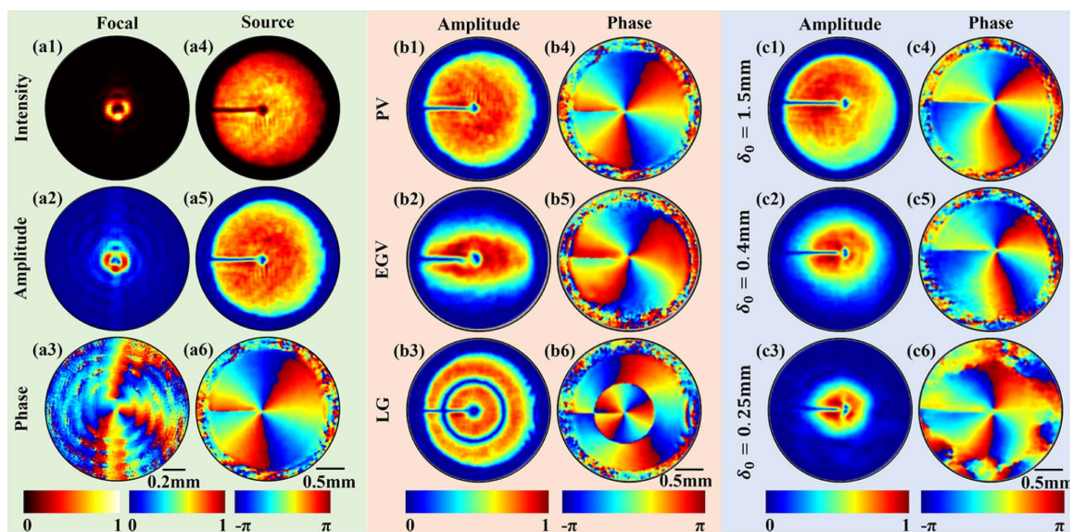 Focal Source Amplitude Phase Amplitude Phase
(a1) (a4) (b1) (b4) (c1) (c4)
Intensity PV δ₀ = 1.5mm
(a2) (a5) (b2) (b5) (c2) (c5)
Amplitude EGV δ₀ = 0.4mm
(a3) (a6) (b3) (b6) (c3) (c6)
Phase LG δ₀ = 0.25mm
0.2mm 0.5mm 0.5mm 0.5mm
0 1 0 1 -π π 0 1 -π π 0 1 -π π